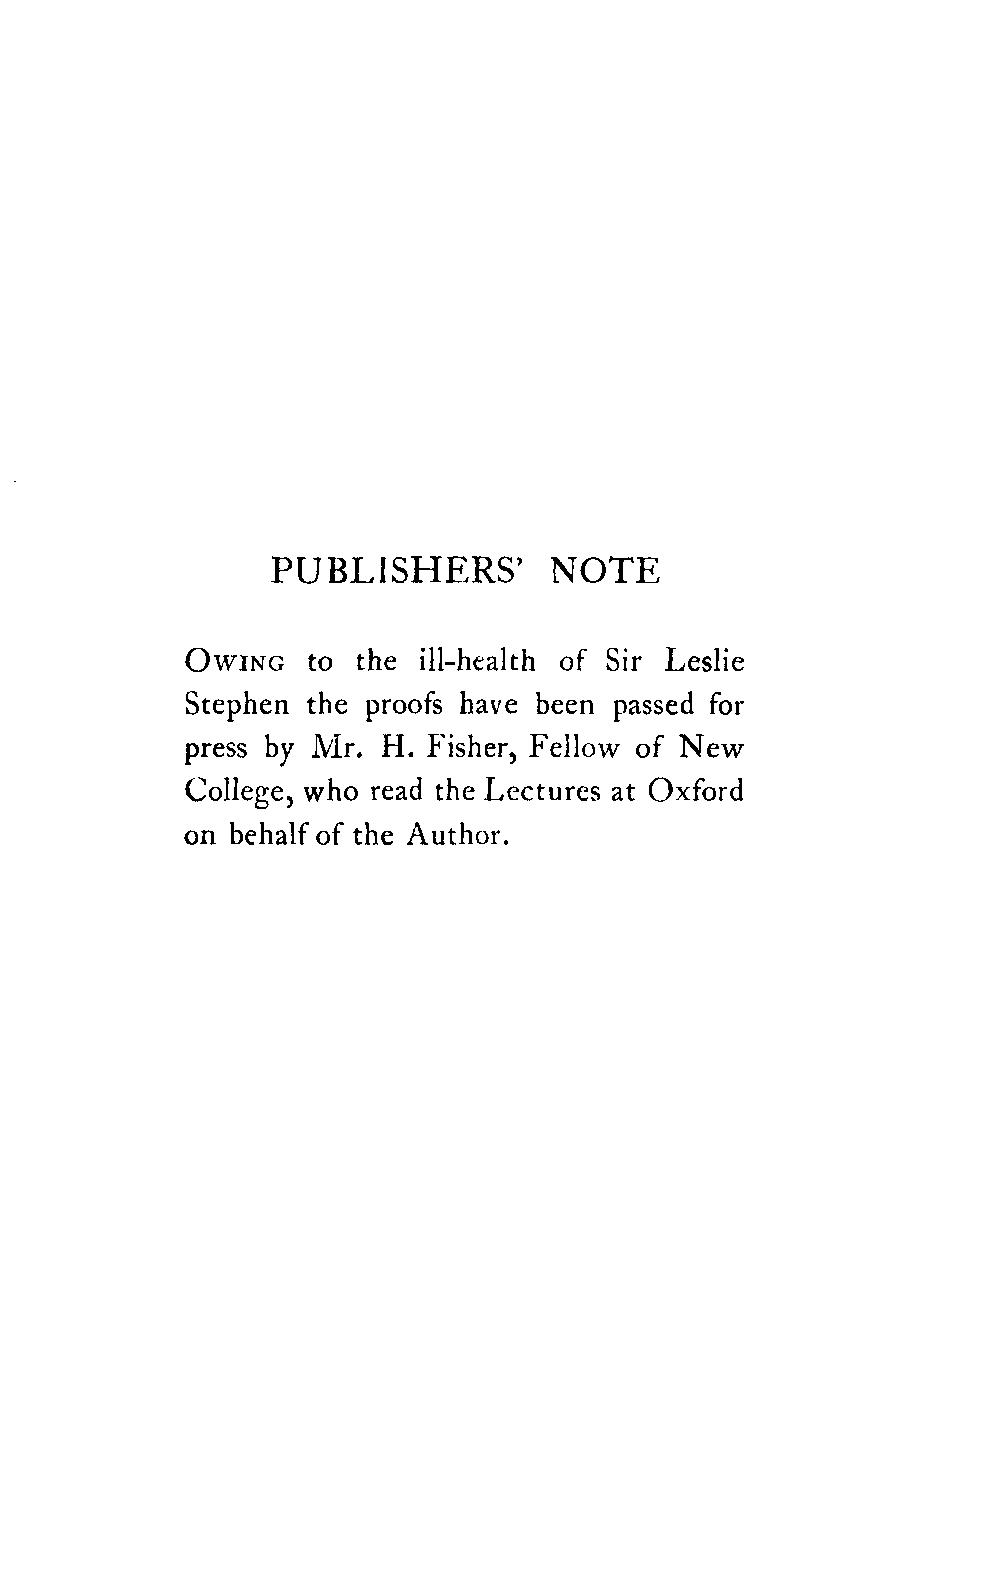 PUBLISHERS’ NOTE
Owing to the ill-health of Sir Leslie
Stephen the proofs have been passed for
press by Mr. H. Fisher, Fellow of New
College, who read the Lectures at Oxford
on behalf of the Author.